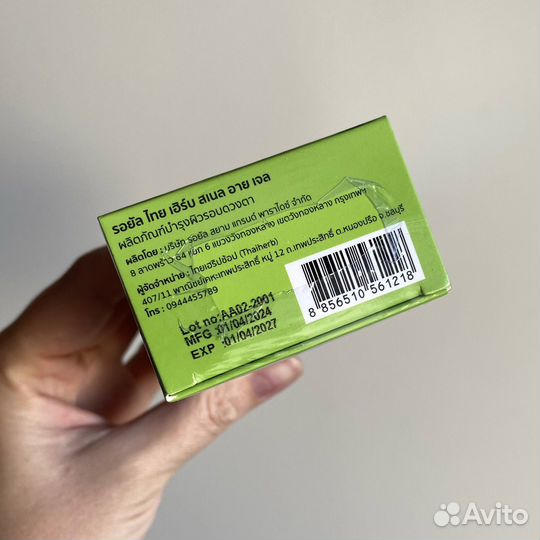 รอยัล ไทย เฮิร์บ สเนล อาย เจล
ผลิตภัณฑ์บำรุงผิวรอบดวงตา
ผลิตโดย : บริษัท รอยัล สยาม แกรนด์ พาราไดซ์ จำกัด
8 ลาดพร้าว 84 แยก 6 แขวงวังทองหลาง เขตวังทองหลาง กรุงเทพฯ
ผู้จัดจำหน่าย : ไทยเฮิร์บช้อป (Thaiherb)
407/11 พาณิชย์เคหะเทพประสิทธิ์ หมู่ 12 ถ.เทพประสิทธิ์ ต.หนองปรือ จ.ชลบุรี
โทร : 0944455789
Lot no:AA02-2001
MFG :01/04/2024
EXP :01/04/2027
8 856510 561218
Avito